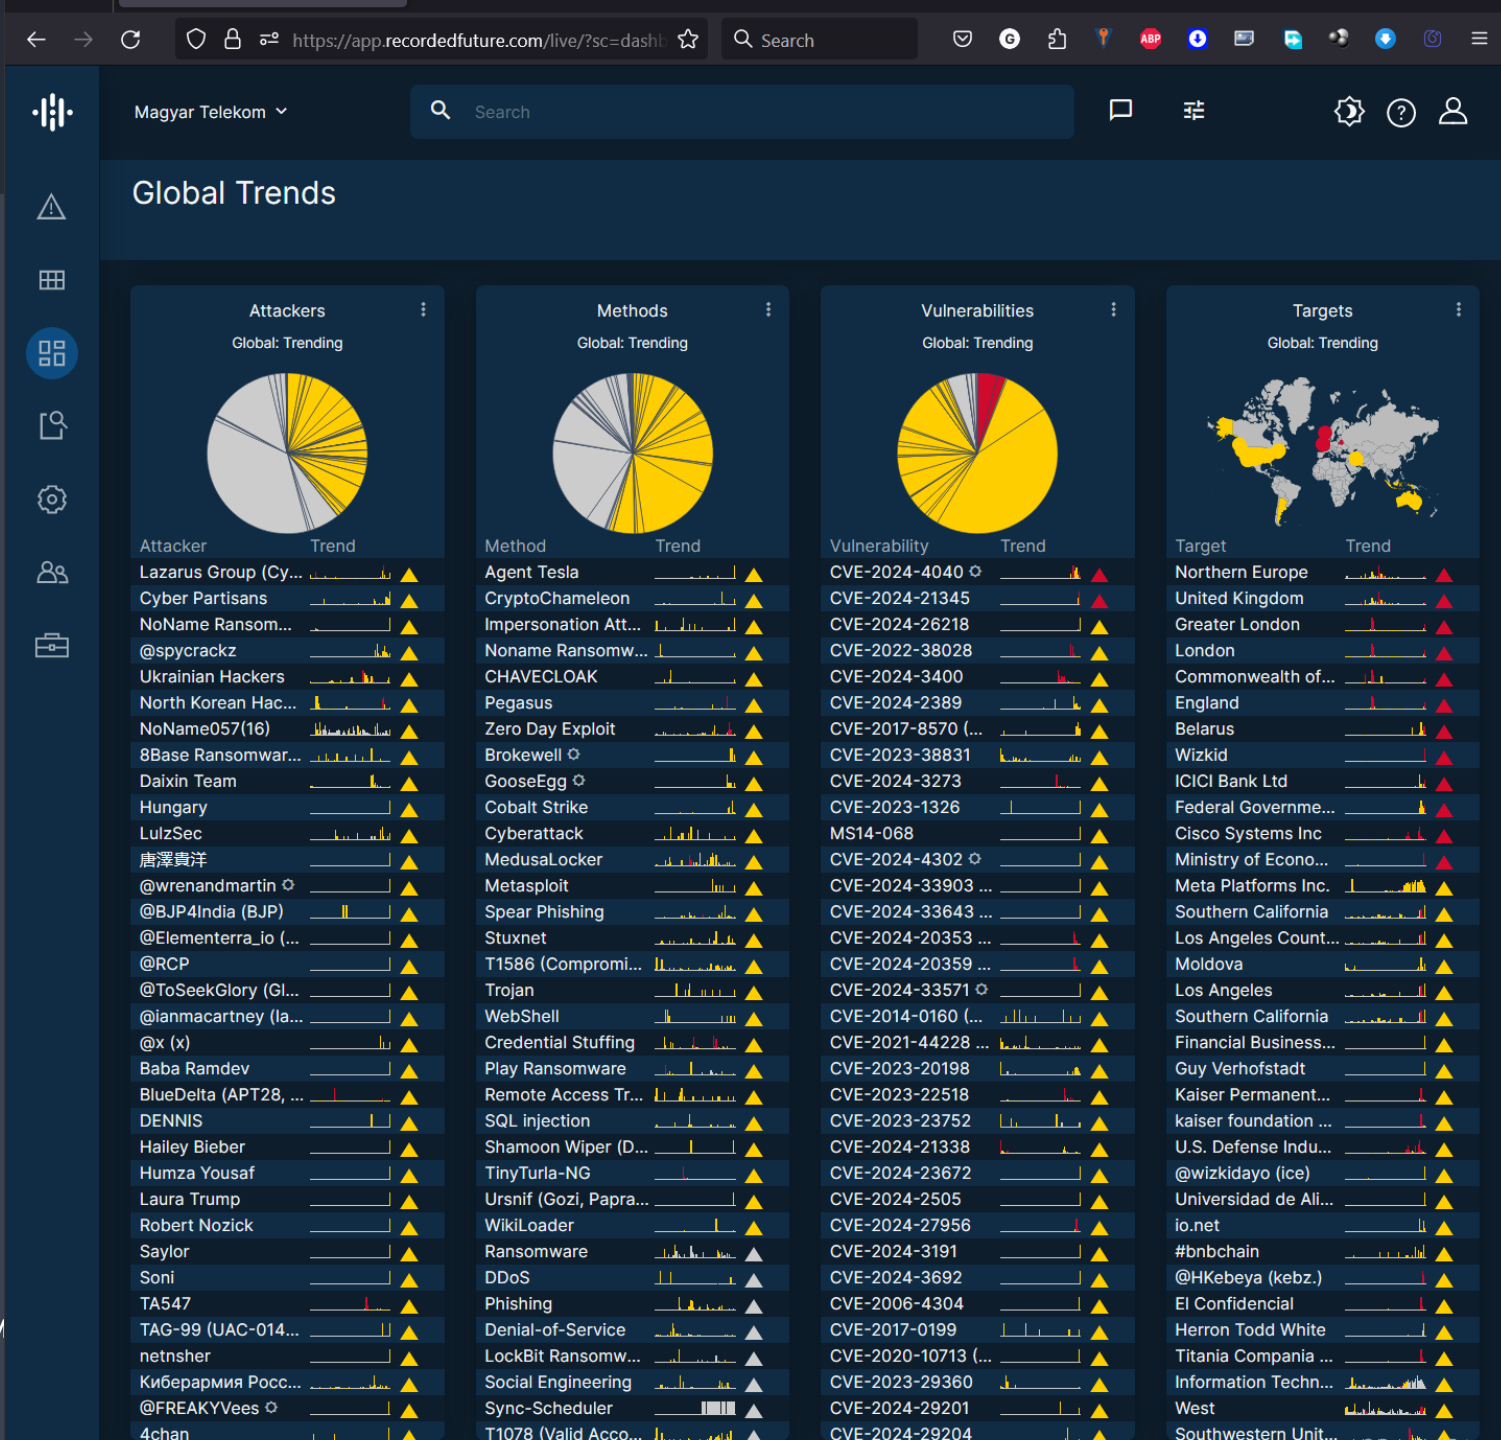 https://app.recordedfuture.com/live/?sc=dashb
Search
ABP
Magyar Telekom
Search
Global Trends
Attackers
Global: Trending
Attacker Trend
Lazarus Group (Cy...
Cyber Partisans
NoName Ransom...
@spycrackz
Ukrainian Hackers
North Korean Hac...
NoName057(16)
8Base Ransomwar...
Daixin Team
Hungary
LulzSec
唐澤貴洋
@wrenandmartin
@BJP4India (BJP)
@Elementerra_io (...
@RCP
@ToSeekGlory (Gl...
@ianmacartney (Ia...
@x (x)
Baba Ramdev
BlueDelta (APT28, ...
DENNIS
Hailey Bieber
Humza Yousaf
Laura Trump
Robert Nozick
Saylor
Soni
TA547
TAG-99 (UAC-014...
netnsher
Киберармия Росс...
@FREAKYVees
4chan
Methods
Global: Trending
Method Trend
Agent Tesla
CryptoChameleon
Impersonation Att...
Noname Ransomw...
CHAVECLOAK
Pegasus
Zero Day Exploit
Brokewell
GooseEgg
Cobalt Strike
Cyberattack
MedusaLocker
Metasploit
Spear Phishing
Stuxnet
T1586 (Compromi...
Trojan
WebShell
Credential Stuffing
Play Ransomware
Remote Access Tr...
SQL injection
Shamoon Wiper (D...
TinyTurla-NG
Ursnif (Gozi, Papra...
WikiLoader
Ransomware
DDoS
Phishing
Denial-of-Service
LockBit Ransomw...
Social Engineering
Sync-Scheduler
T1078 (Valid Acco...
Vulnerabilities
Global: Trending
Vulnerability Trend
CVE-2024-4040
CVE-2024-21345
CVE-2024-26218
CVE-2022-38028
CVE-2024-3400
CVE-2024-2389
CVE-2017-8570 (...
CVE-2023-38831
CVE-2024-3273
CVE-2023-1326
MS14-068
CVE-2024-4302
CVE-2024-33903 ...
CVE-2024-33643 ...
CVE-2024-20353 ...
CVE-2024-20359 ...
CVE-2024-33571
CVE-2014-0160 (...
CVE-2021-44228 ...
CVE-2023-20198
CVE-2023-22518
CVE-2023-23752
CVE-2024-21338
CVE-2024-23672
CVE-2024-2505
CVE-2024-27956
CVE-2024-3191
CVE-2024-3692
CVE-2006-4304
CVE-2017-0199
CVE-2020-10713 (...
CVE-2023-29360
CVE-2024-29201
CVE-2024-29204
Targets
Global: Trending
Target Trend
Northern Europe
United Kingdom
Greater London
London
Commonwealth of...
England
Belarus
Wizkid
ICICI Bank Ltd
Federal Governme...
Cisco Systems Inc
Ministry of Econo...
Meta Platforms Inc.
Southern California
Los Angeles Count...
Moldova
Los Angeles
Southern California
Financial Business...
Guy Verhofstadt
Kaiser Permanent...
kaiser foundation ...
U.S. Defense Indu...
@wizkidayo (ice)
Universidad de Ali...
io.net
#bnbchain
@HKebeya (kebz.)
El Confidencial
Herron Todd White
Titania Compania ...
Information Techn...
West
Southwestern Unit...